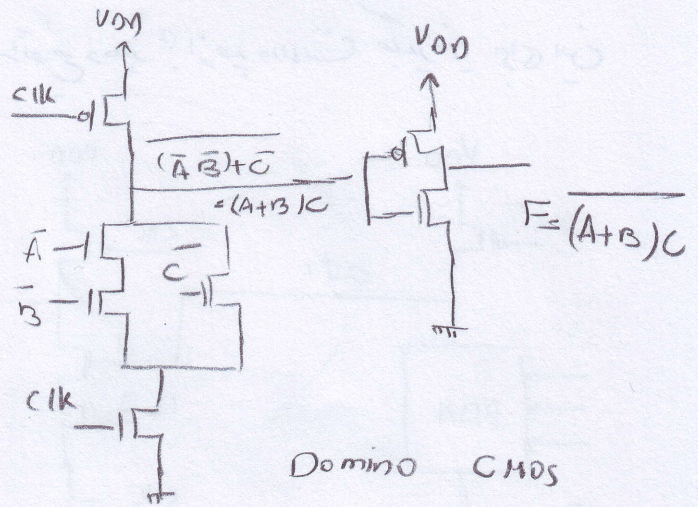 VDD
VDD
Clk
(A̅ B̅)+C̅
=(A+B)C
A̅
C̅
B̅
F=(A+B)C̅
Clk
Domino CMOS